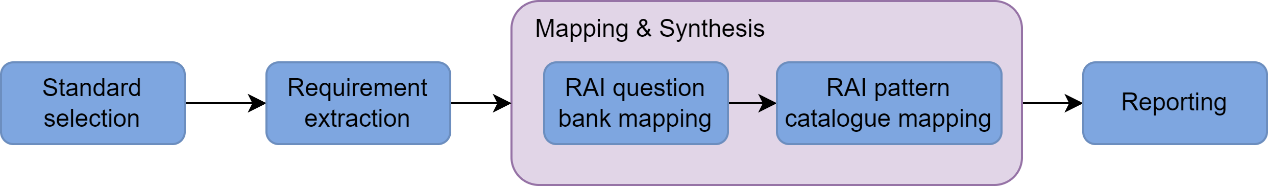 Standard
selection
Requirement
extraction
Mapping & Synthesis
RAI question
bank mapping
RAI pattern
catalogue mapping
Reporting